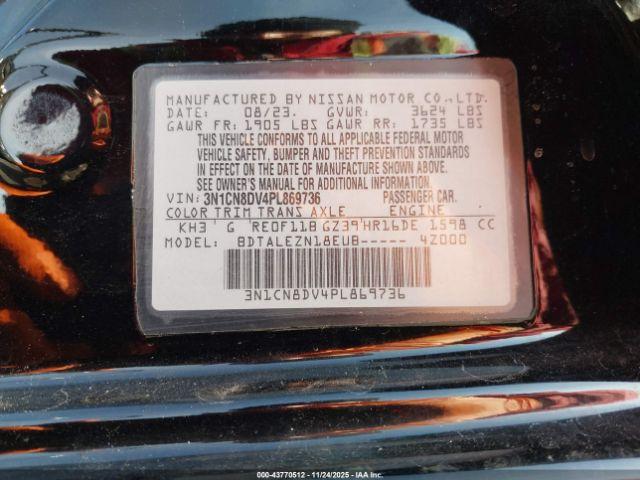 MANUFACTURED BY NISSAN MOTOR CO.,LTD.
DATE: 08/23. GVWR: 3624 LBS
GAWR FR: 1905 LBS GAWR RR: 1735 LBS
THIS VEHICLE CONFORMS TO ALL APPLICABLE FEDERAL MOTOR
VEHICLE SAFETY, BUMPER AND THEFT PREVENTION STANDARDS
IN EFFECT ON THE DATE OF MANUFACTURE SHOWN ABOVE.
SEE OWNER'S MANUAL FOR ADDITIONAL INFORMATION.
VIN: 3N1CN8DV4PL869736 PASSENGER CAR.
COLOR TRIM TRANS AXLE ENGINE
KH3 G RE0F11B GZ39 HR16DE 1598 CC
MODEL: BDTALEZN18EUB----- 4Z000
3N1CN8DV4PL869736
000-43770512 - 11/24/2025 - IAAI.COM